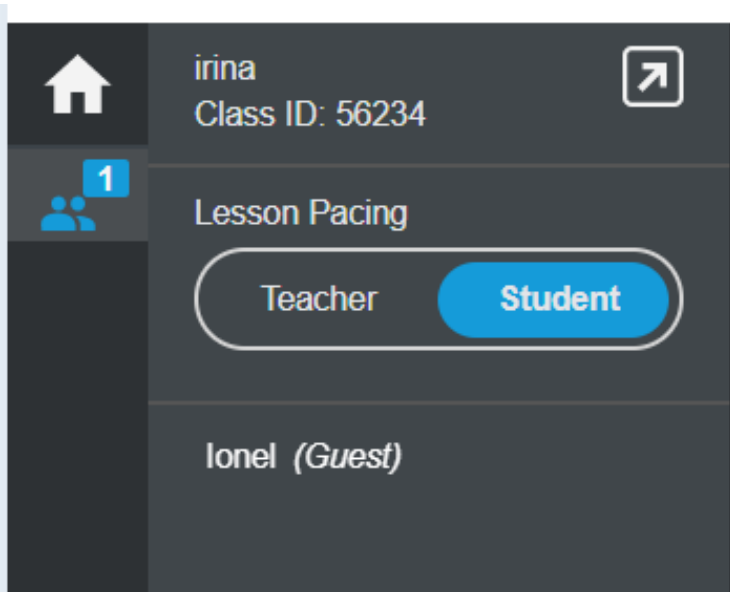 irina
Class ID: 56234
1
Lesson Pacing
Teacher Student
Ionel (Guest)